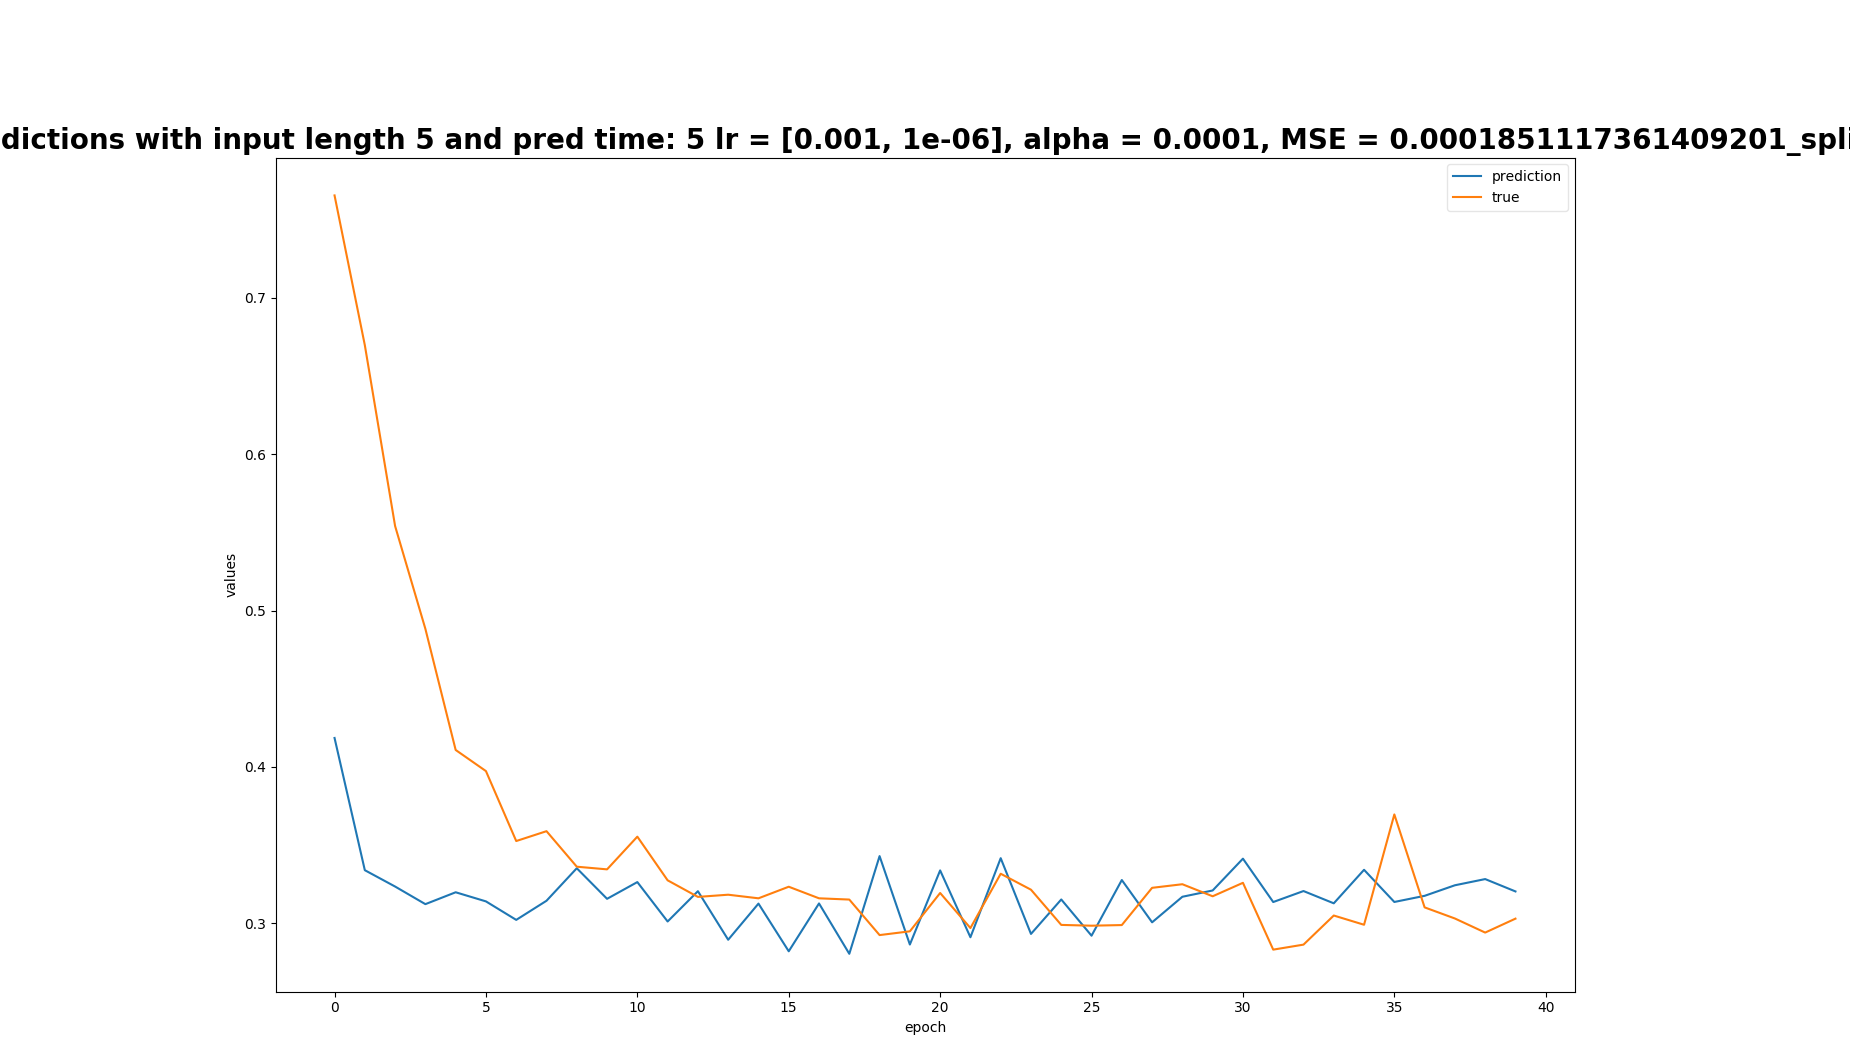 dictions with input length 5 and pred time: 5 lr = [0.001, 1e-06], alpha = 0.0001, MSE = 0.0001851117361409201_spli
prediction
true
0.7
0.6
0.5
0.4
0.3
values
0 5 10 15 20 25 30 35 40
epoch